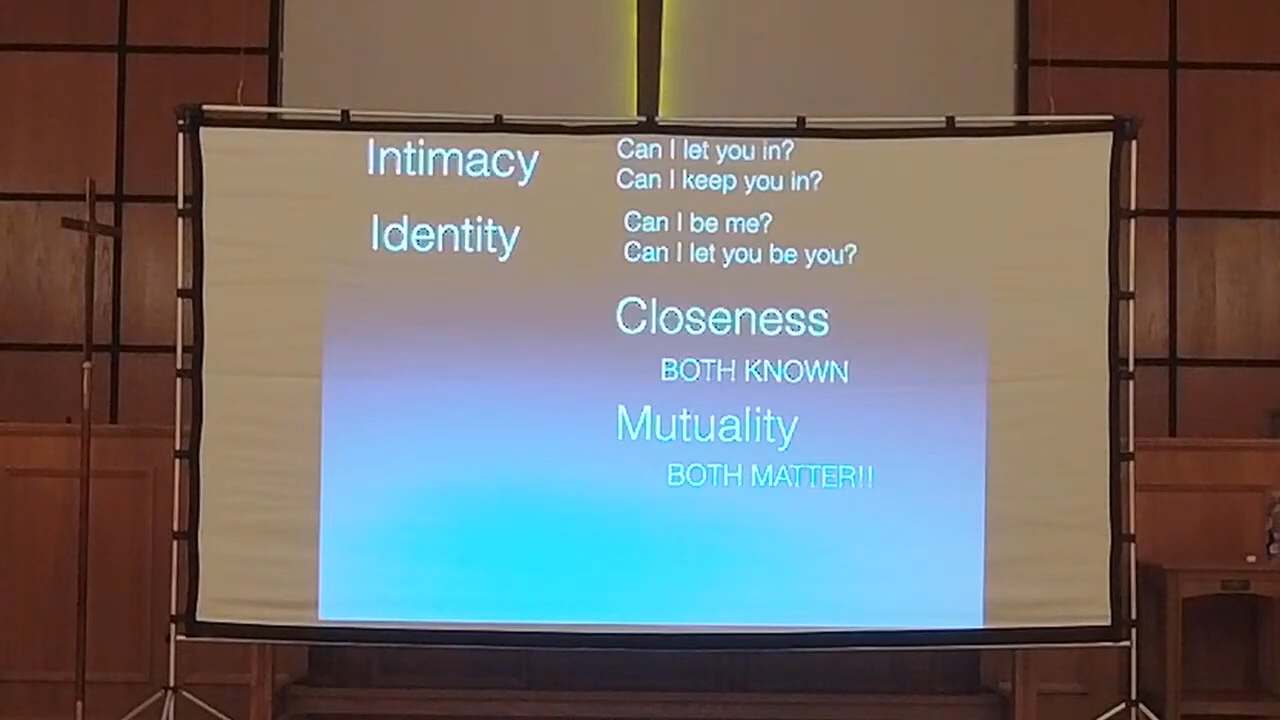 Intimacy
Can I let you in?
Can I keep you in?
Identity
Can I be me?
Can I let you be you?
Closeness
BOTH KNOWN
Mutuality
BOTH MATTER!!